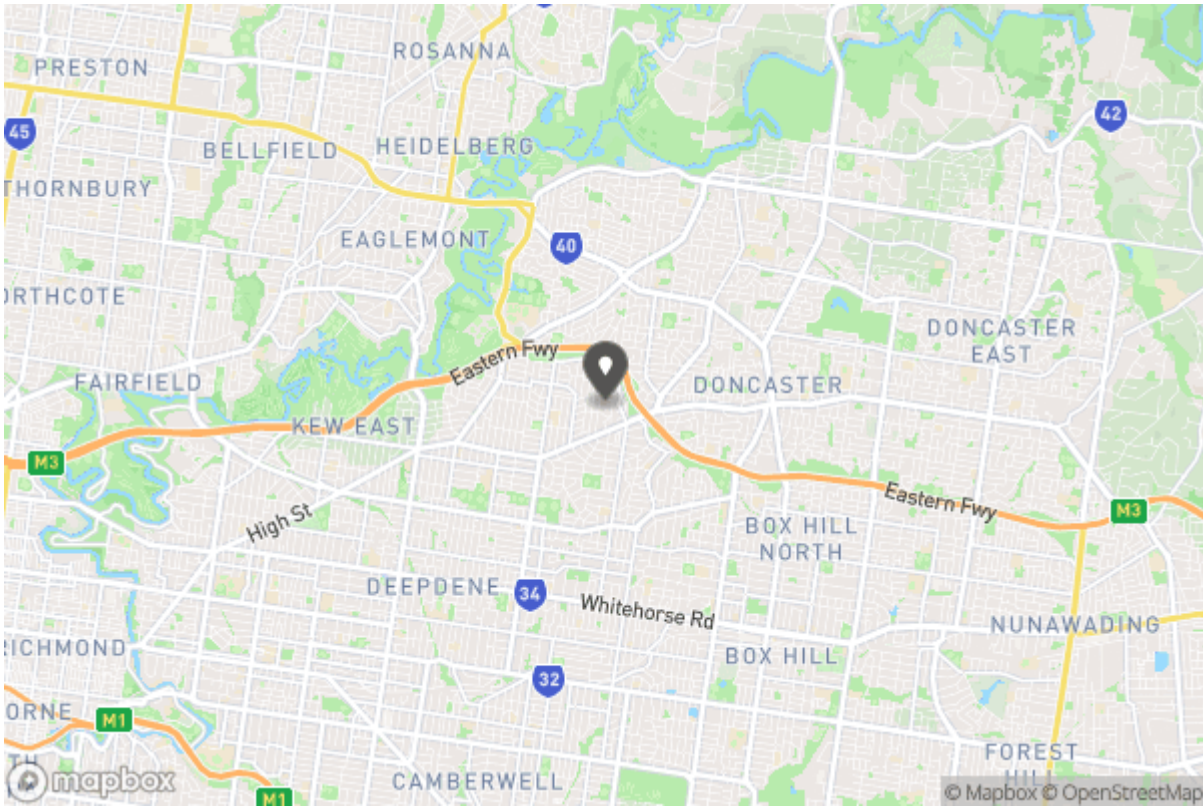 ROSANNA
PRESTON
42
45
BELLFIELD
HEIDELBERG
THORNBURY
EAGLEMONT
40
ORTHCOTE
DONCASTER
EAST
Eastern Fwy
FAIRFIELD
DONCASTER
KEW EAST
M3
Eastern Fwy
M3
High St
BOX HILL
NORTH
DEEPDENE
34
Whitehorse Rd
NUNAWADING
RICHMOND
BOX HILL
32
ORNE
M1
TH
FOREST
HILL
CAMBERWELL
mapbox
M1
© Mapbox © OpenStreetMap